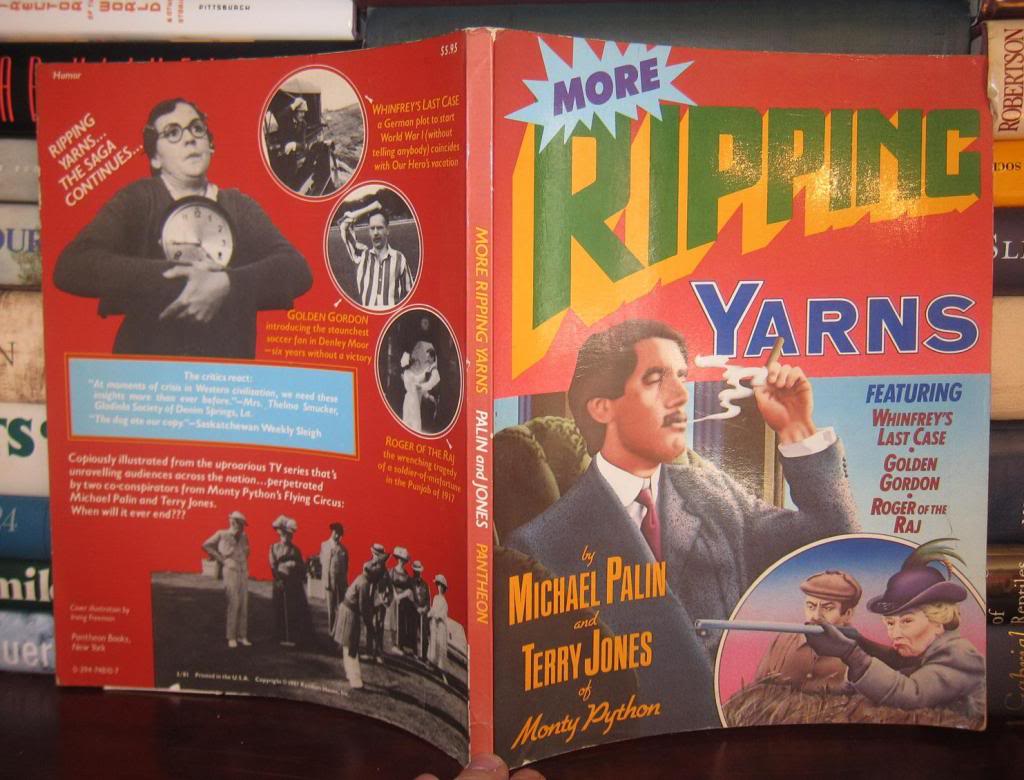 PITTSBURGH
Humor
$5.95
RIPPING
YARNS...
THE SAGA
CONTINUES...
WHINFREY'S LAST CASE
a German plot to start
World War I (without
telling anybody) coincides
with Our Hero's vacation
GOLDEN GORDON
introducing the staunchest
soccer fan in Denley Moor
—six years without a victory
ROGER OF THE RAJ
the wrenching tragedy
of a soldier-of-misfortune
in the Punjab of 1917
The critics react:
"At moments of crisis in Western civilization, we need these
insights more than ever before."—Mrs. Thelma Smucker,
Gladiola Society of Denim Springs, La.
"The dog ate our copy."—Saskatchewan Weekly Sleigh
Copiously illustrated from the uproarious TV series that's
unravelling audiences across the nation...perpetrated
by two co-conspirators from Monty Python's Flying Circus:
Michael Palin and Terry Jones.
When will it ever end???
Cover illustration by
Irving Freeman
Pantheon Books,
New York
Printed in the U.S.A.
MORE RIPPING YARNS PALIN and JONES PANTHEON
MORE
RIPPING
YARNS
FEATURING
WHINFREY'S
LAST CASE
•
GOLDEN
GORDON
•
ROGER OF THE
RAJ
by
MICHAEL PALIN
and
TERRY JONES
of
Monty Python
ROBERTSON